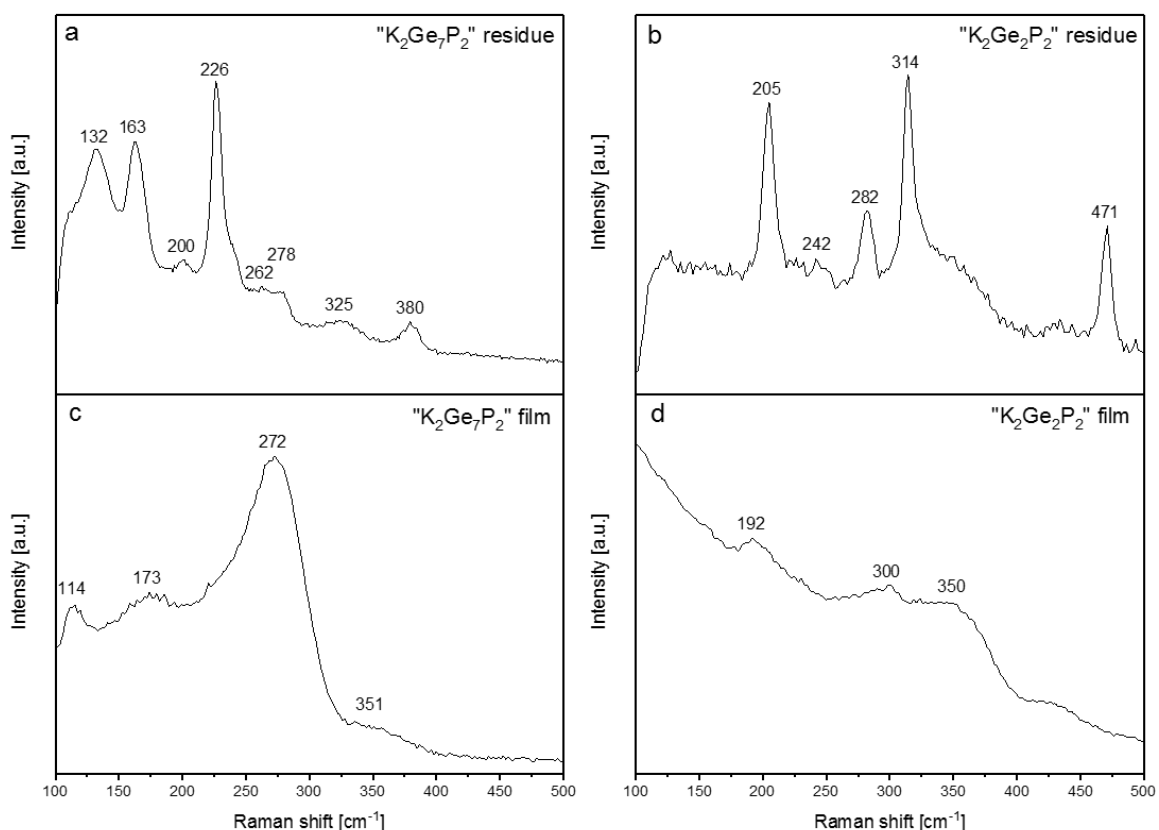 a
"K₂Ge₇P₂" residue
226
132
163
200
262
278
325
380
Intensity [a.u.]
b
"K₂Ge₂P₂" residue
205
242
282
314
471
Intensity [a.u.]
c
"K₂Ge₇P₂" film
272
114
173
351
Intensity [a.u.]
100 150 200 250 300 350 400 450 500
Raman shift [cm⁻¹]
d
"K₂Ge₂P₂" film
192
300
350
Intensity [a.u.]
100 150 200 250 300 350 400 450 500
Raman shift [cm⁻¹]